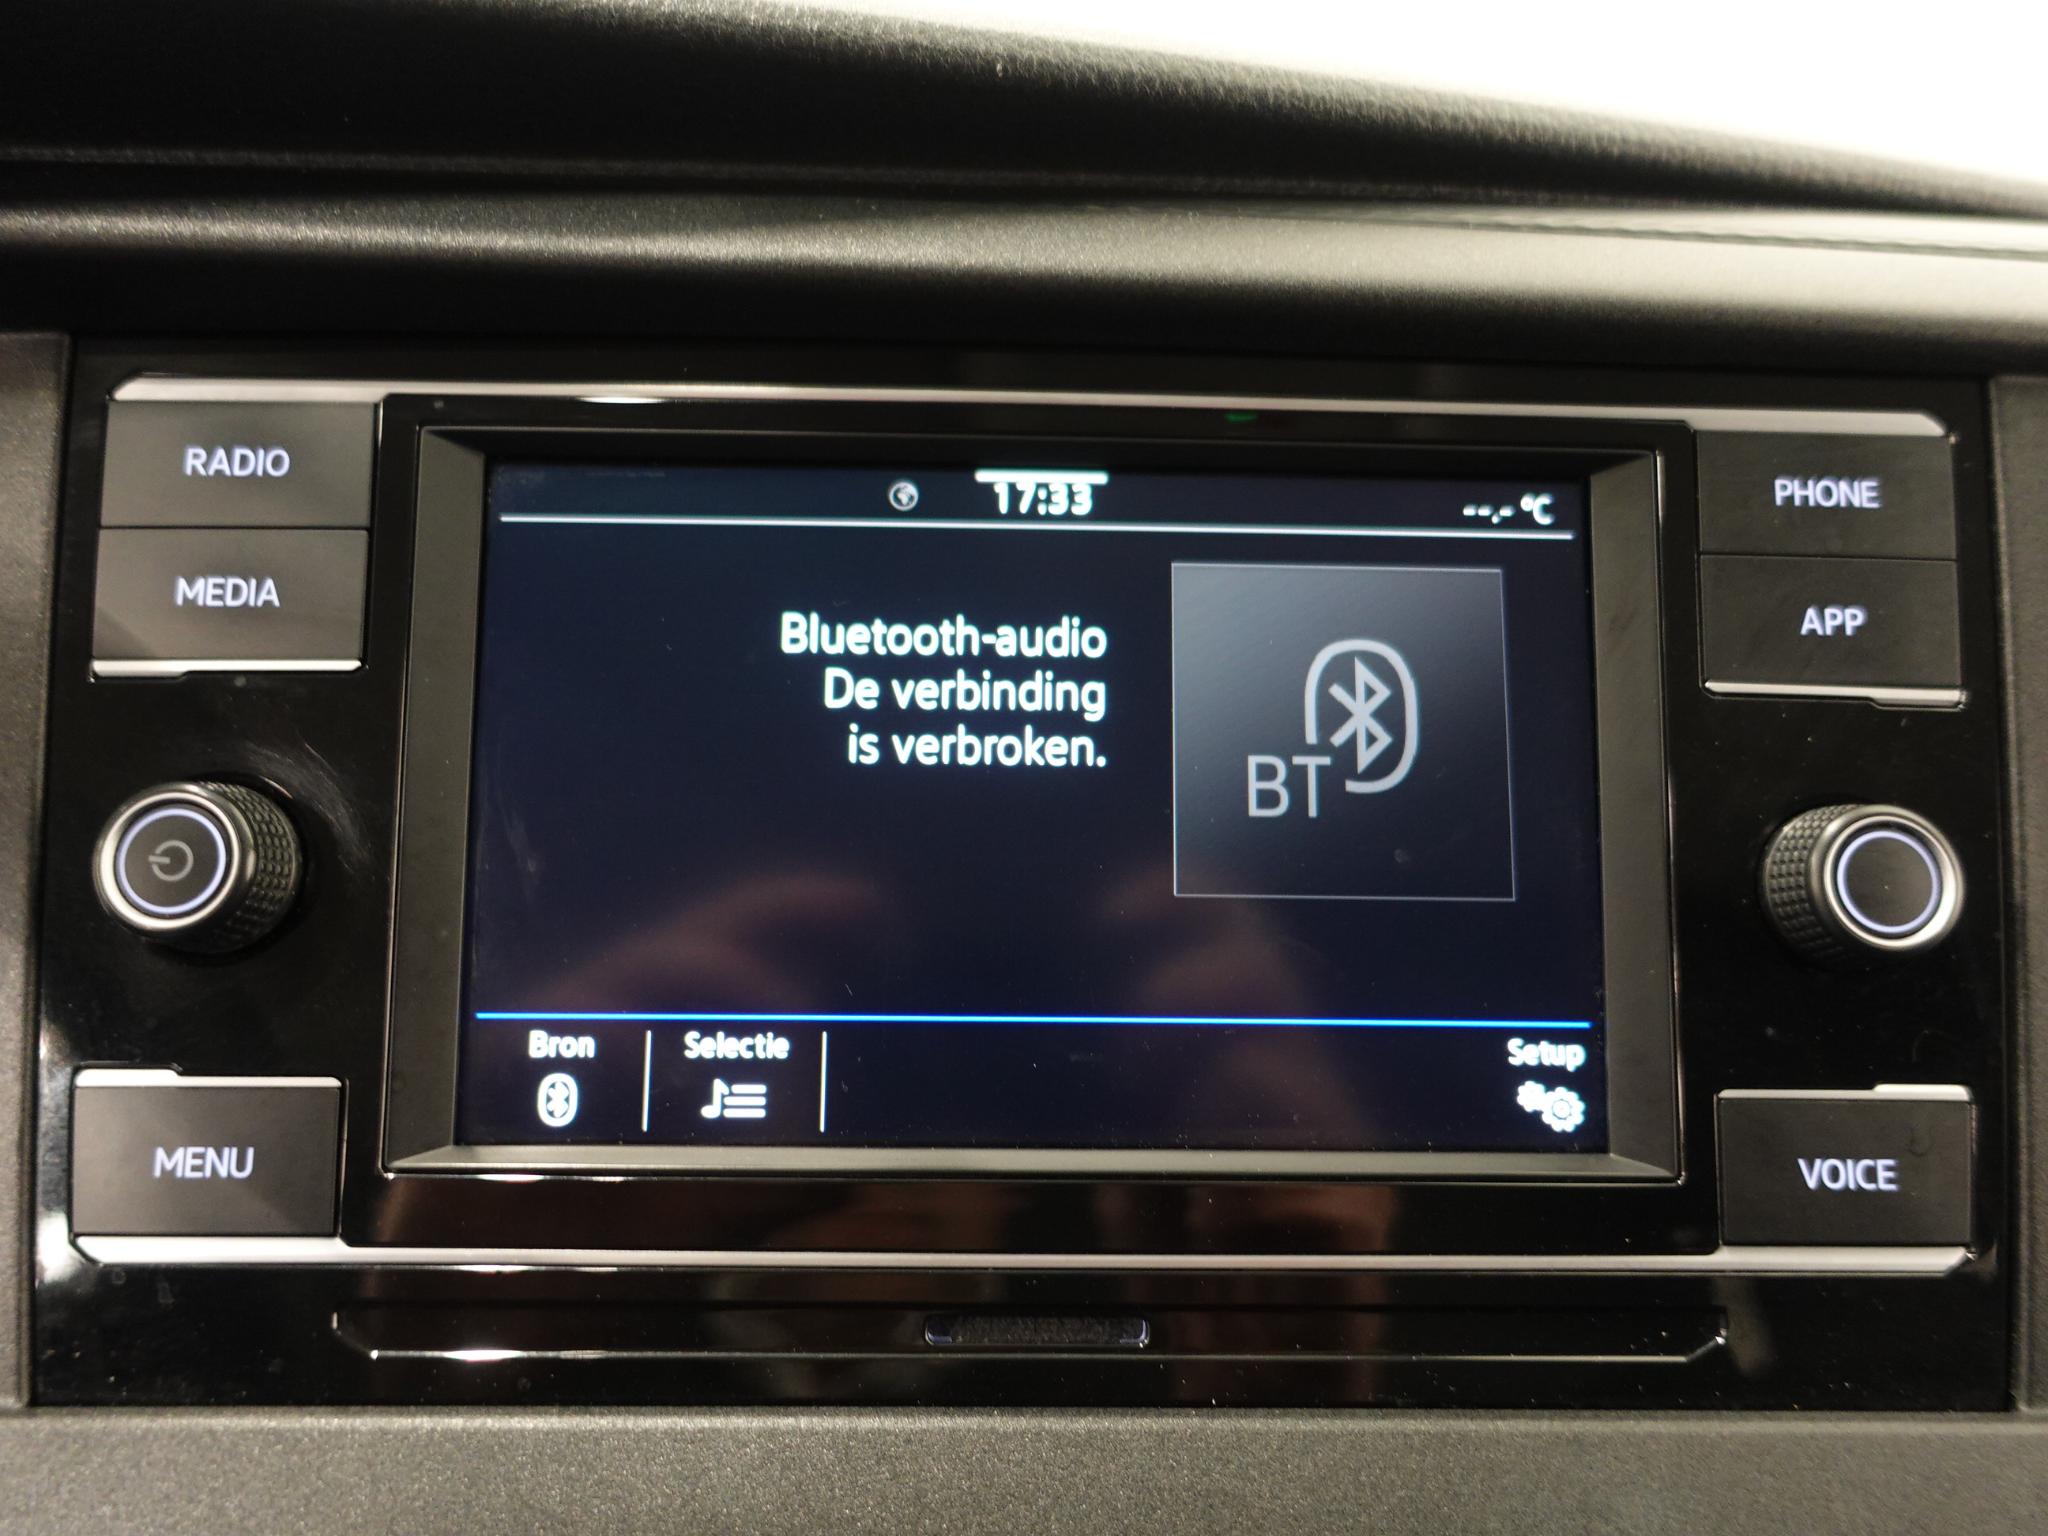 RADIO
MEDIA
MENU
17:33
--,- °C
Bluetooth-audio
De verbinding
is verbroken.
BT
Bron
Selectie
Setup
PHONE
APP
VOICE